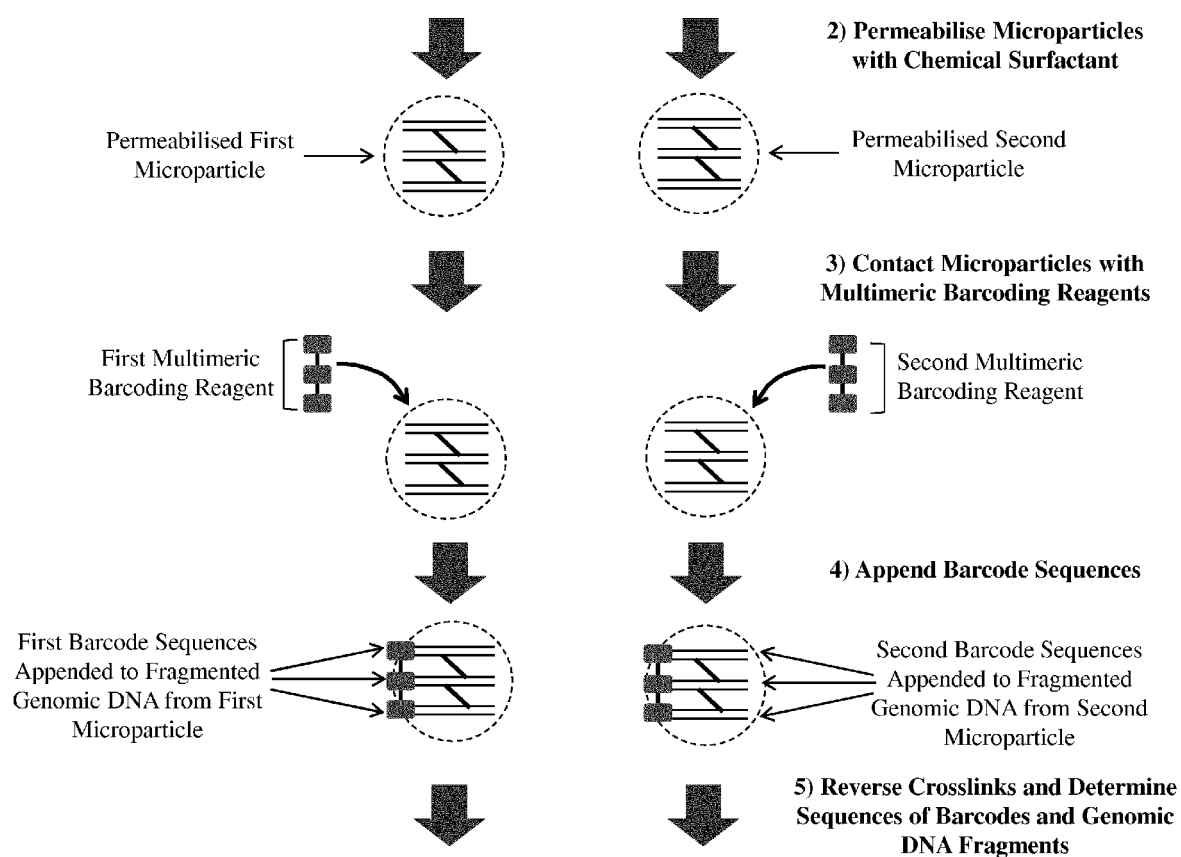 2) Permeabilise Microparticles
with Chemical Surfactant
Permeabilised First
Microparticle
Permeabilised Second
Microparticle
3) Contact Microparticles with
Multimeric Barcoding Reagents
First Multimeric
Barcoding Reagent
Second Multimeric
Barcoding Reagent
4) Append Barcode Sequences
First Barcode Sequences
Appended to Fragmented
Genomic DNA from First
Microparticle
Second Barcode Sequences
Appended to Fragmented
Genomic DNA from Second
Microparticle
5) Reverse Crosslinks and Determine
Sequences of Barcodes and Genomic
DNA Fragments